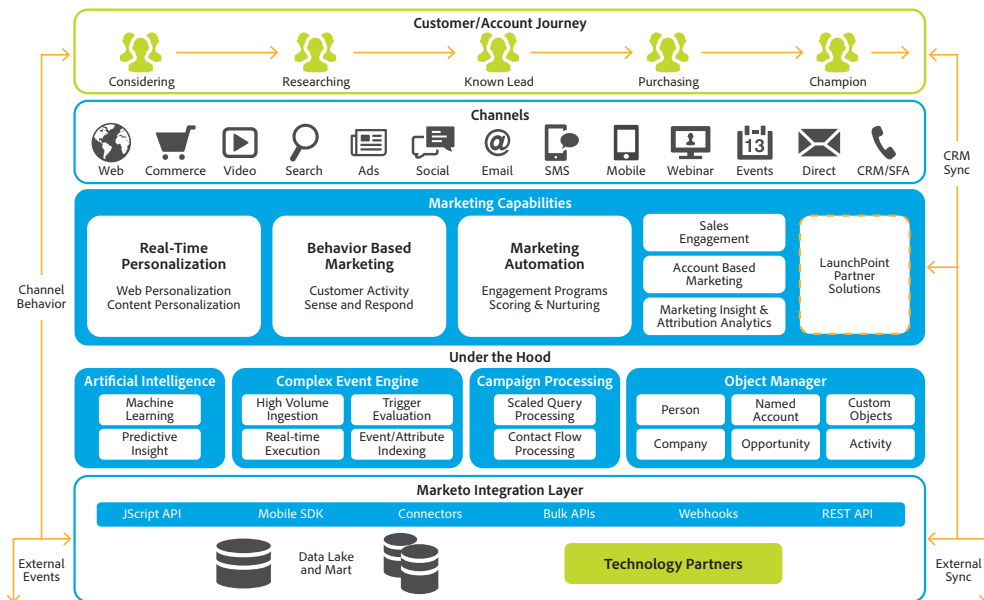 Customer/Account Journey
Considering
Researching
Known Lead
Purchasing
Champion
Channels
13
@
Web
Commerce
Video
Search
Ads
Social
Email
SMS
Mobile
Webinar
Events
Direct
CRM/SFA
CRM
Sync
Channel
Behavior
Marketing Capabilities
Real-Time
Personalization
Web Personalization
Content Personalization
Behavior Based
Marketing
Customer Activity
Sense and Respond
Marketing
Automation
Engagement Programs
Scoring & Nurturing
Sales
Engagement
Account Based
Marketing
Marketing Insight &
Attribution Analytics
LaunchPoint
Partner
Solutions
Under the Hood
Artificial Intelligence
Machine
Learning
Predictive
Insight
Complex Event Engine
High Volume
Ingestion
Trigger
Evaluation
Real-time
Execution
Event/Attribute
Indexing
Campaign Processing
Scaled Query
Processing
Contact Flow
Processing
Object Manager
Person
Named
Account
Custom
Objects
Company
Opportunity
Activity
Marketo Integration Layer
JScript API
Mobile SDK
Connectors
Bulk APIs
Webhooks
REST API
External
Events
Data Lake
and Mart
Technology Partners
External
Sync